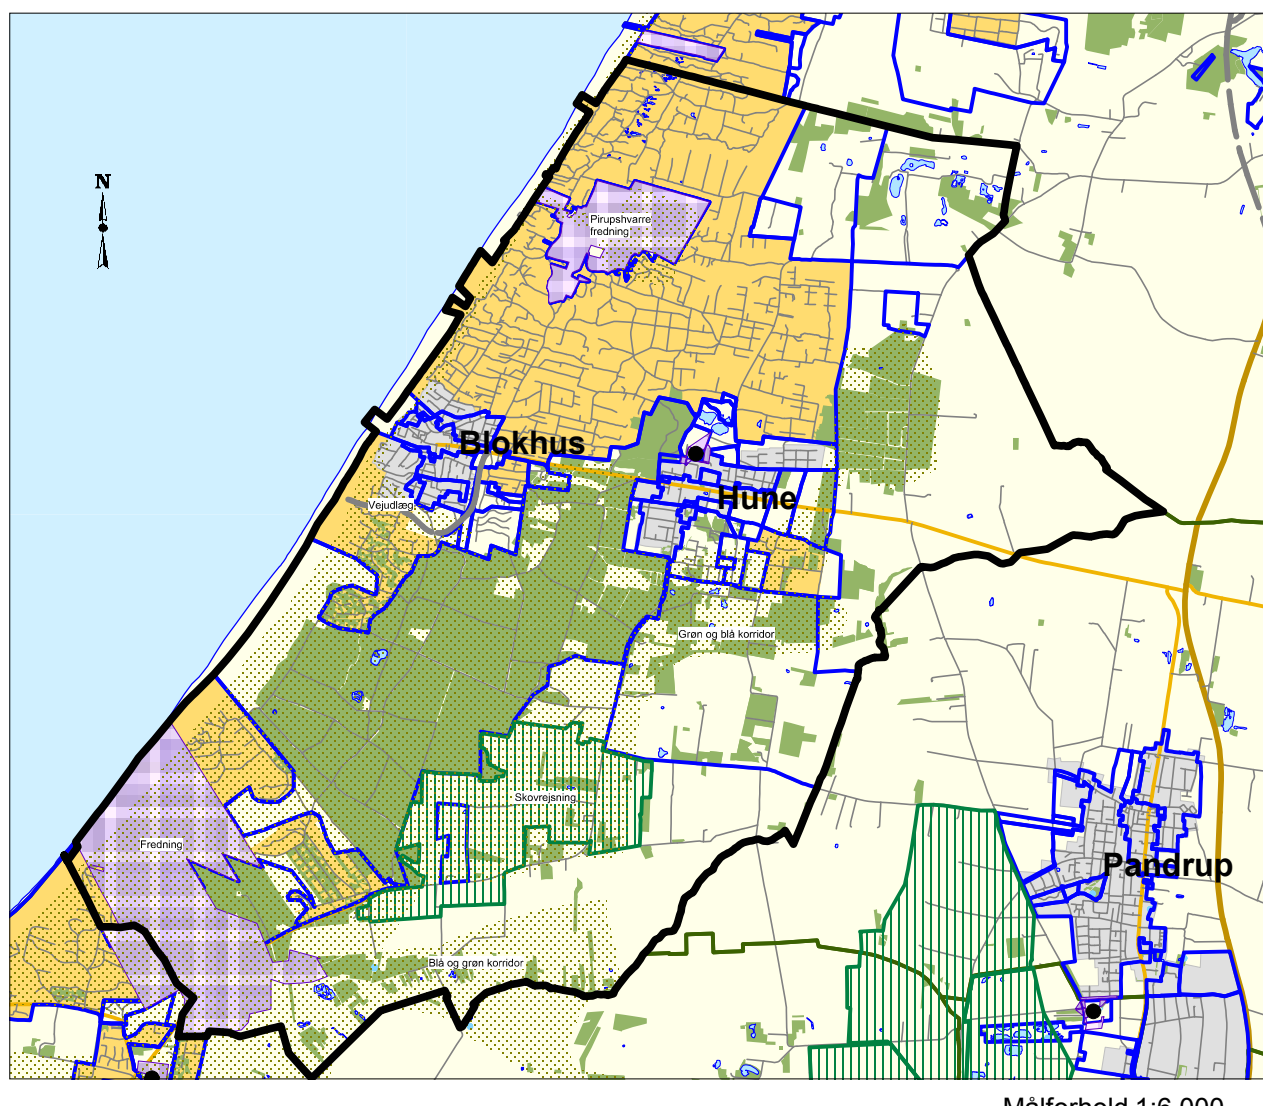 N
Pirupshvarre
fredning
Blokhus
Hune
Vejudlæg
Grøn og blå korridor
Skovrejsning
Fredning
Pandrup
Blå og grøn korridor
Målforhold 1:6.000